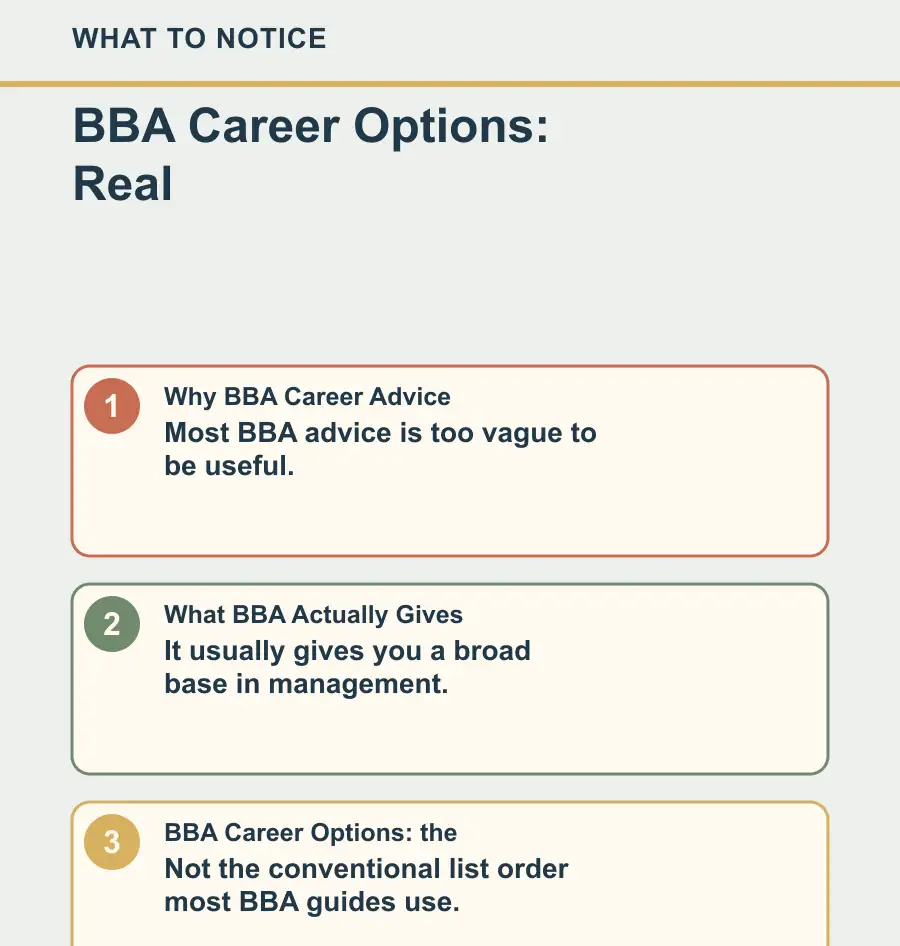 WHAT TO NOTICE
BBA Career Options:
Real
1
Why BBA Career Advice
Most BBA advice is too vague to
be useful.
2
What BBA Actually Gives
It usually gives you a broad
base in management.
3
BBA Career Options: the
Not the conventional list order
most BBA guides use.